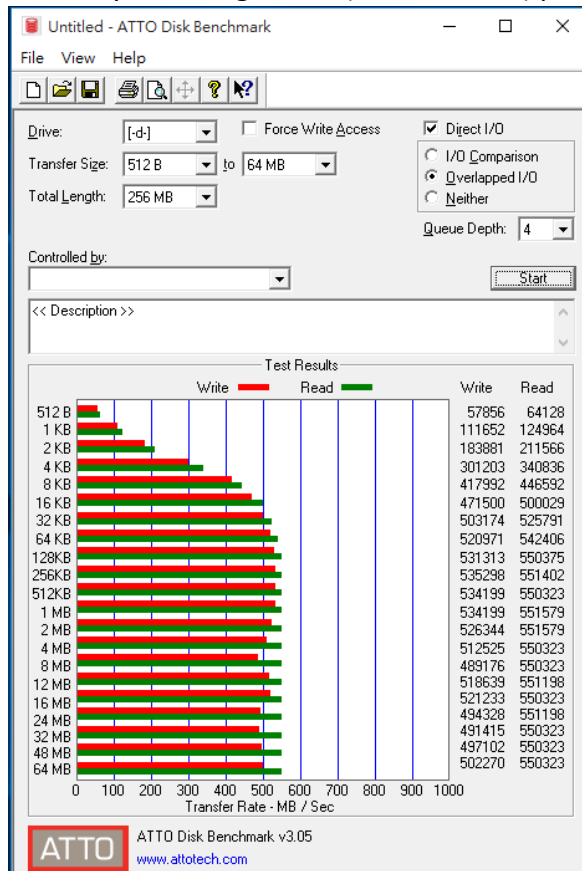 Untitled - ATTO Disk Benchmark
File View Help
Drive: [-d-] Force Write Access Direct I/O
Transfer Size: 512 B to 64 MB I/O Comparison
Total Length: 256 MB Overlapped I/O
Neither
Queue Depth: 4
Controlled by:
Start
<< Description >>
Test Results
Write Read Write Read
512 B 57856 64128
1 KB 111652 124964
2 KB 183881 211566
4 KB 301203 340836
8 KB 417992 446592
16 KB 471500 500029
32 KB 503174 525791
64 KB 520971 542406
128KB 531313 550375
256KB 535298 551402
512KB 534199 550323
1 MB 534199 551579
2 MB 526344 551579
4 MB 512525 550323
8 MB 489176 550323
12 MB 518639 551198
16 MB 521233 550323
24 MB 494328 551198
32 MB 491415 550323
48 MB 497102 550323
64 MB 502270 550323
0 100 200 300 400 500 600 700 800 900 1000
Transfer Rate - MB / Sec
ATTO ATTO Disk Benchmark v3.05
www.attotech.com